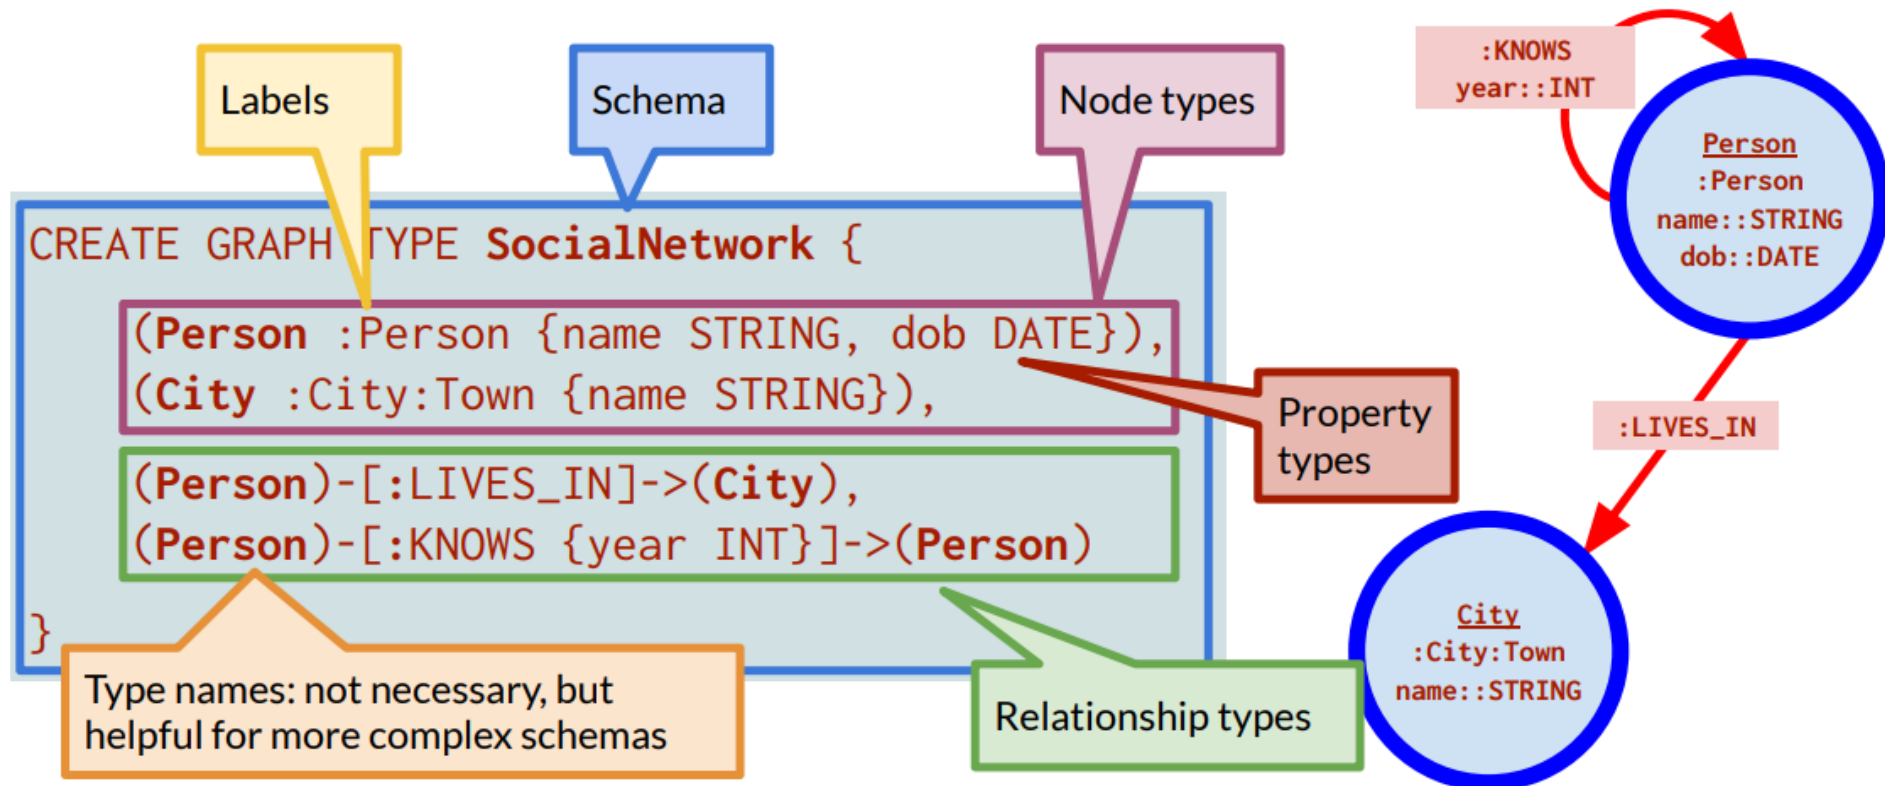 Labels
Schema
Node types
CREATE GRAPH TYPE SocialNetwork {
(Person :Person {name STRING, dob DATE}),
(City :City:Town {name STRING}),
(Person)-[:LIVES_IN]->(City),
(Person)-[:KNOWS {year INT}]->(Person)
}
Property
types
Type names: not necessary, but
helpful for more complex schemas
Relationship types
:KNOWS
year::INT
Person
:Person
name::STRING
dob::DATE
:LIVES_IN
City
:City:Town
name::STRING